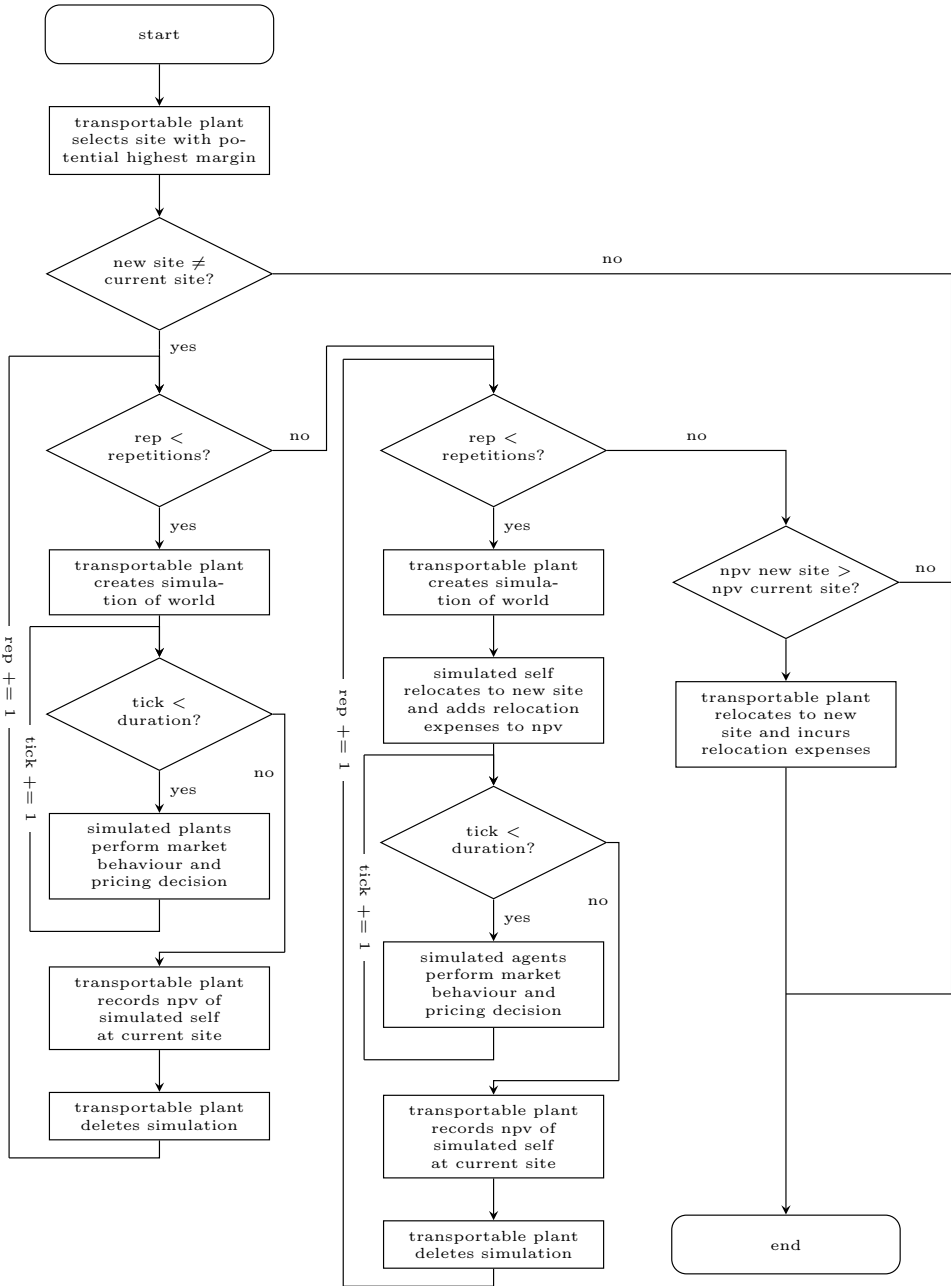 start
transportable plant
selects site with po-
tential highest margin
new site ≠
current site?
no
yes
rep <
repetitions?
no
yes
transportable plant
creates simula-
tion of world
tick <
duration?
no
yes
simulated plants
perform market
behaviour and
pricing decision
tick += 1
transportable plant
records npv of
simulated self
at current site
transportable plant
deletes simulation
rep += 1
rep <
repetitions?
no
yes
transportable plant
creates simula-
tion of world
simulated self
relocates to new site
and adds relocation
expenses to npv
tick <
duration?
no
yes
simulated agents
perform market
behaviour and
pricing decision
tick += 1
transportable plant
records npv of
simulated self
at current site
transportable plant
deletes simulation
rep += 1
npv new site >
npv current site?
no
transportable plant
relocates to new
site and incurs
relocation expenses
end